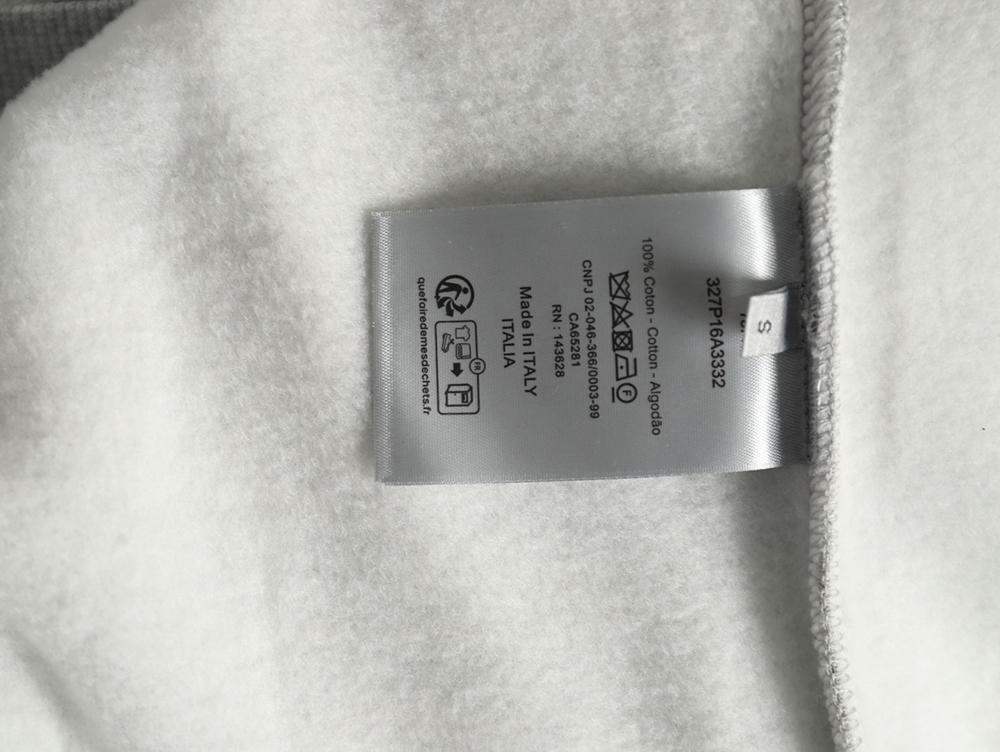 S
327P16A3332
100% Coton - Cotton - Algodão
F
CNPJ 02-046-366/0003-99
CA65281
RN : 143628
Made In ITALY
ITALIA
FR
quefairedemesdechets.fr